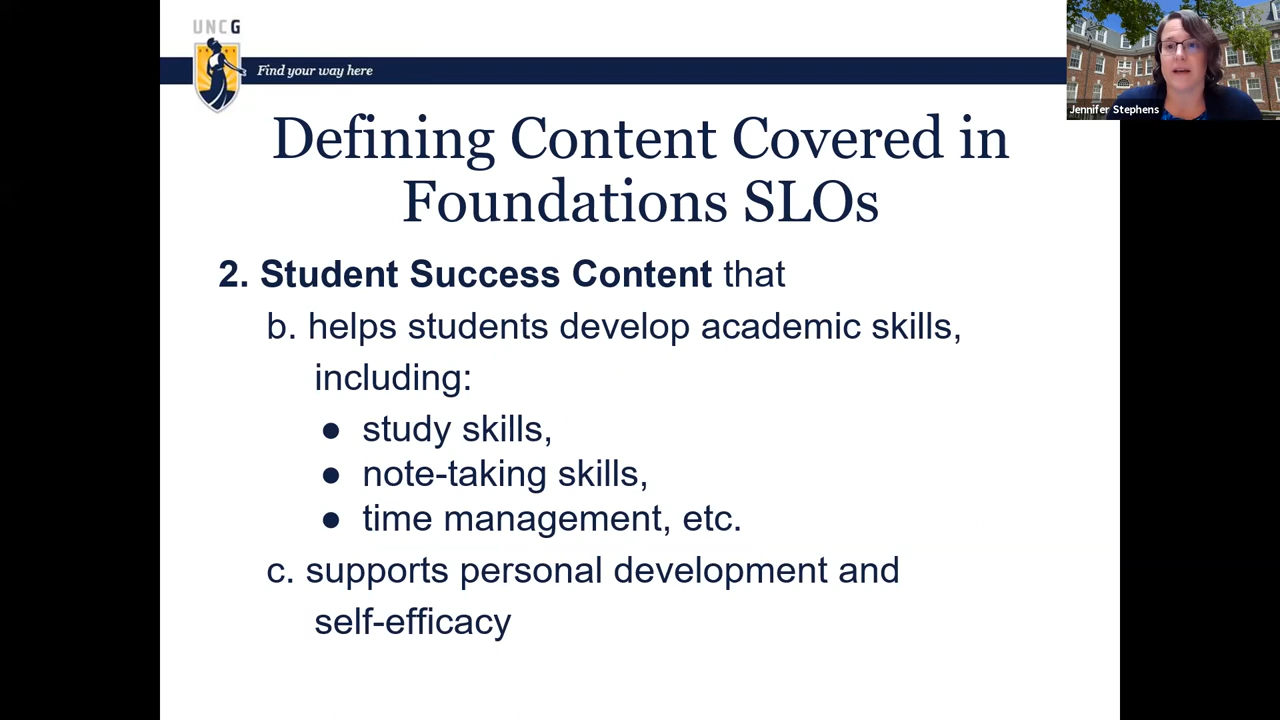 UNCG
Find your way here
Jennifer Stephens
Defining Content Covered in
Foundations SLOs
2. Student Success Content that
b. helps students develop academic skills,
including:
● study skills,
● note-taking skills,
● time management, etc.
c. supports personal development and
self-efficacy